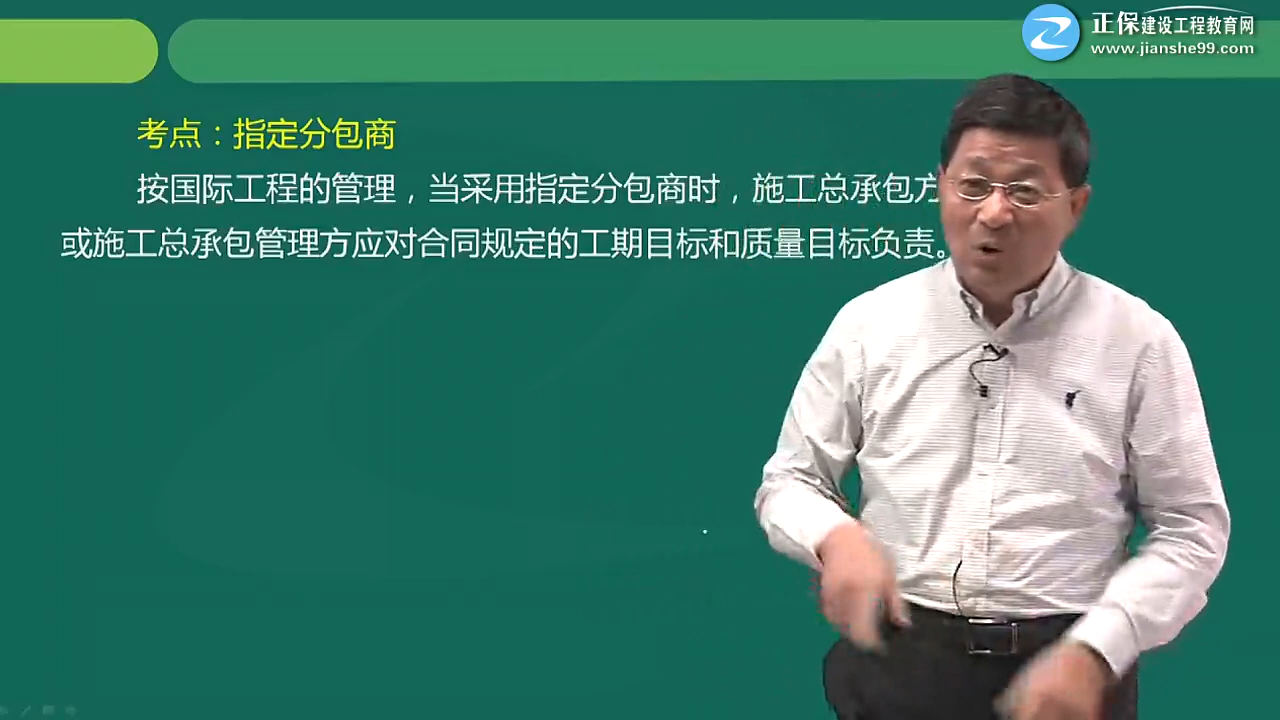 正保建设工程教育网
www.jianshe99.com
考点：指定分包商
按国际工程的管理，当采用指定分包商时，施工总承包方
或施工总承包管理方应对合同规定的工期目标和质量目标负责。